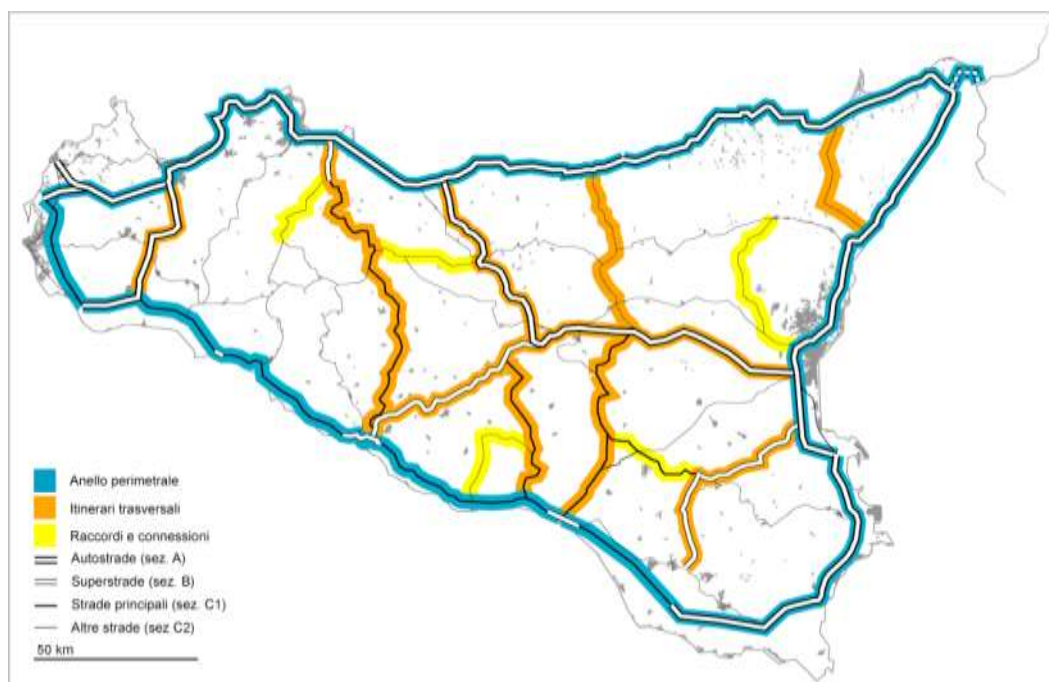 Anello perimetrale
Itinerari trasversali
Raccordi e connessioni
Autostrade (sez. A)
Superstrade (sez. B)
Strade principali (sez. C1)
Altre strade (sez C2)
50 km